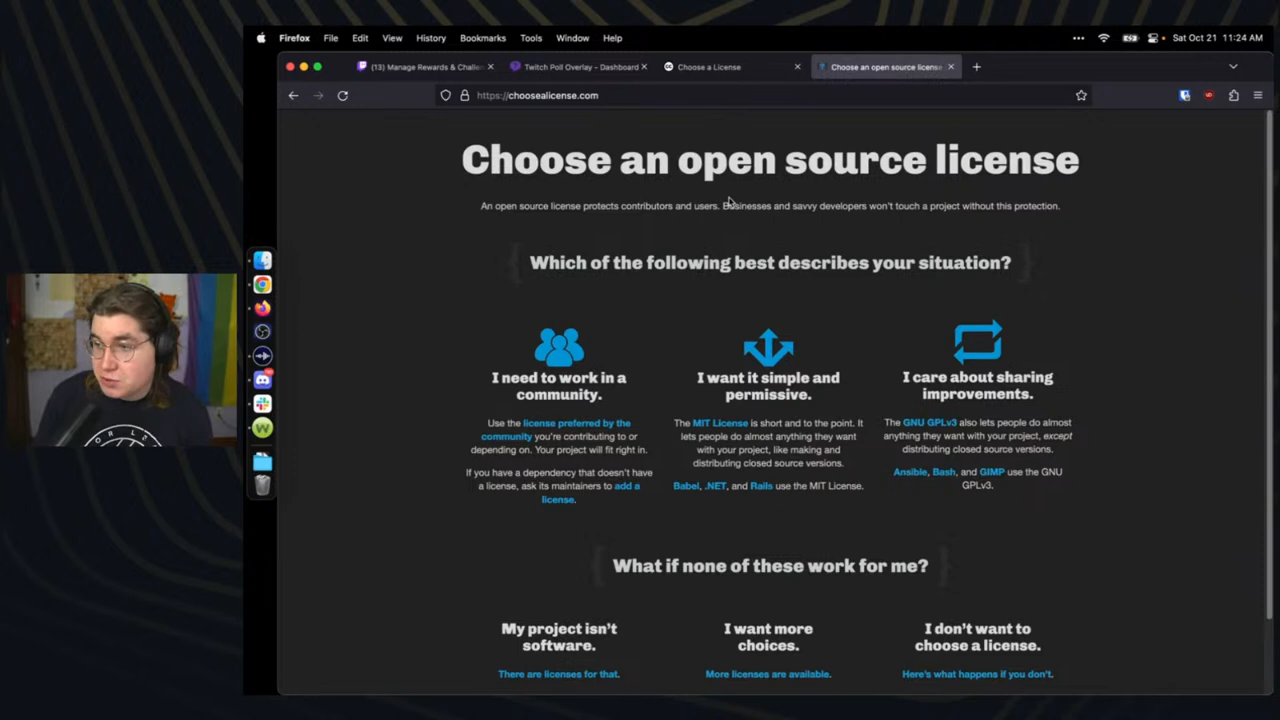 Firefox File Edit View History Bookmarks Tools Window Help
Sat Oct 21 11:24 AM
(13) Manage Rewards & Challe
Twitch Poll Overlay - Dashboard
Choose a License
Choose an open source license
https://choosealicense.com
Choose an open source license
An open source license protects contributors and users. Businesses and savvy developers won't touch a project without this protection.
Which of the following best describes your situation?
I need to work in a
community.
Use the license preferred by the
community you're contributing to or
depending on. Your project will fit right in.
If you have a dependency that doesn't have
a license, ask its maintainers to add a
license.
I want it simple and
permissive.
The MIT License is short and to the point. It
lets people do almost anything they want
with your project, like making and
distributing closed source versions.
Babel, .NET, and Rails use the MIT License.
I care about sharing
improvements.
The GNU GPLv3 also lets people do almost
anything they want with your project, except
distributing closed source versions.
Ansible, Bash, and GIMP use the GNU
GPLv3.
What if none of these work for me?
My project isn't
software.
There are licenses for that.
I want more
choices.
More licenses are available.
I don't want to
choose a license.
Here's what happens if you don't.